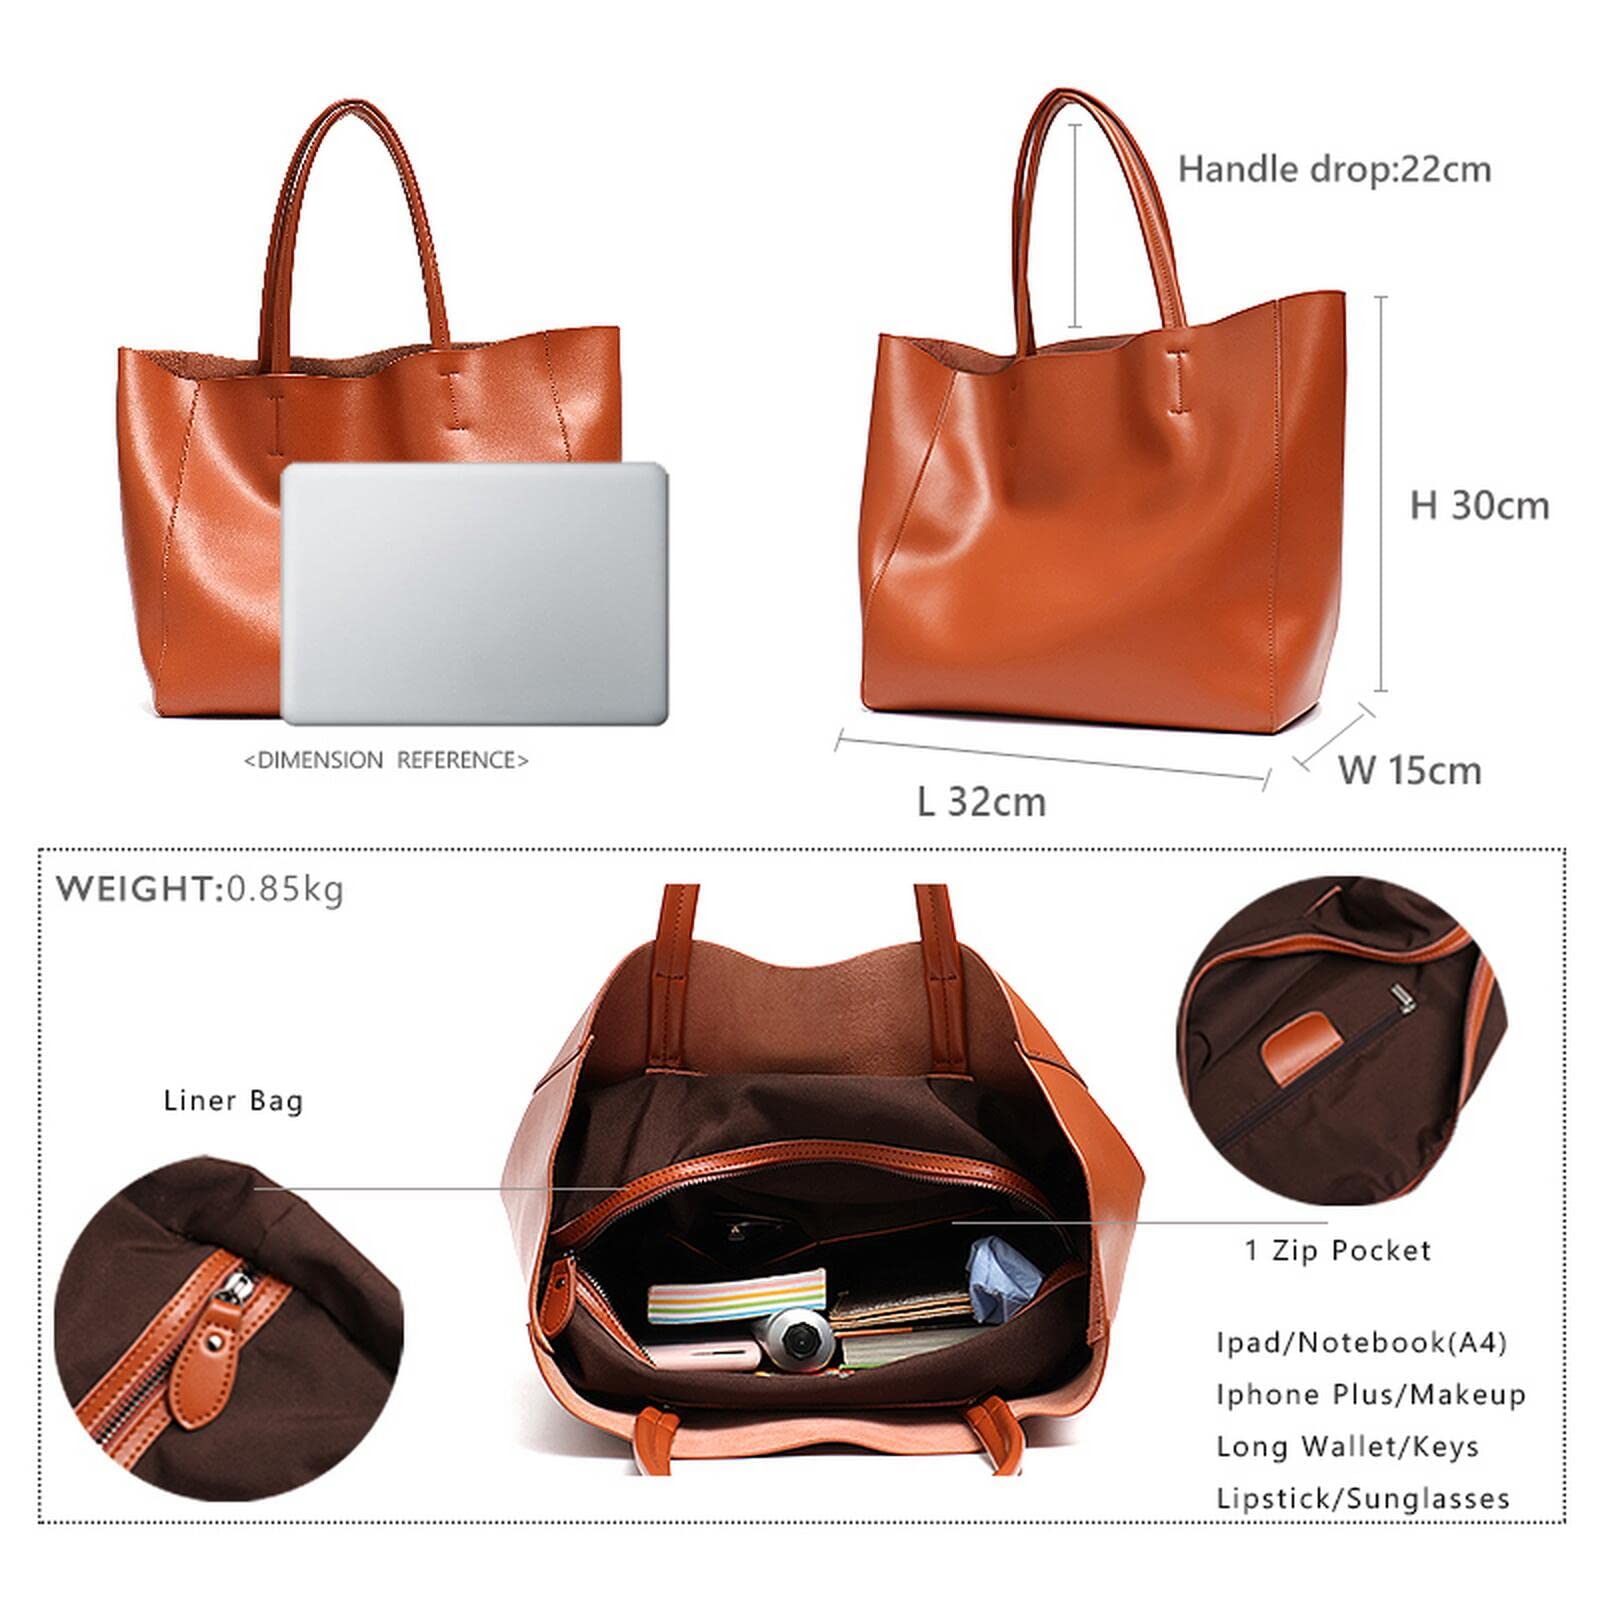 Handle drop:22cm
H 30cm
<DIMENSION REFERENCE>
W 15cm
L 32cm
WEIGHT:0.85kg
Liner Bag
1 Zip Pocket
Ipad/Notebook(A4)
Iphone Plus/Makeup
Long Wallet/Keys
Lipstick/Sunglasses